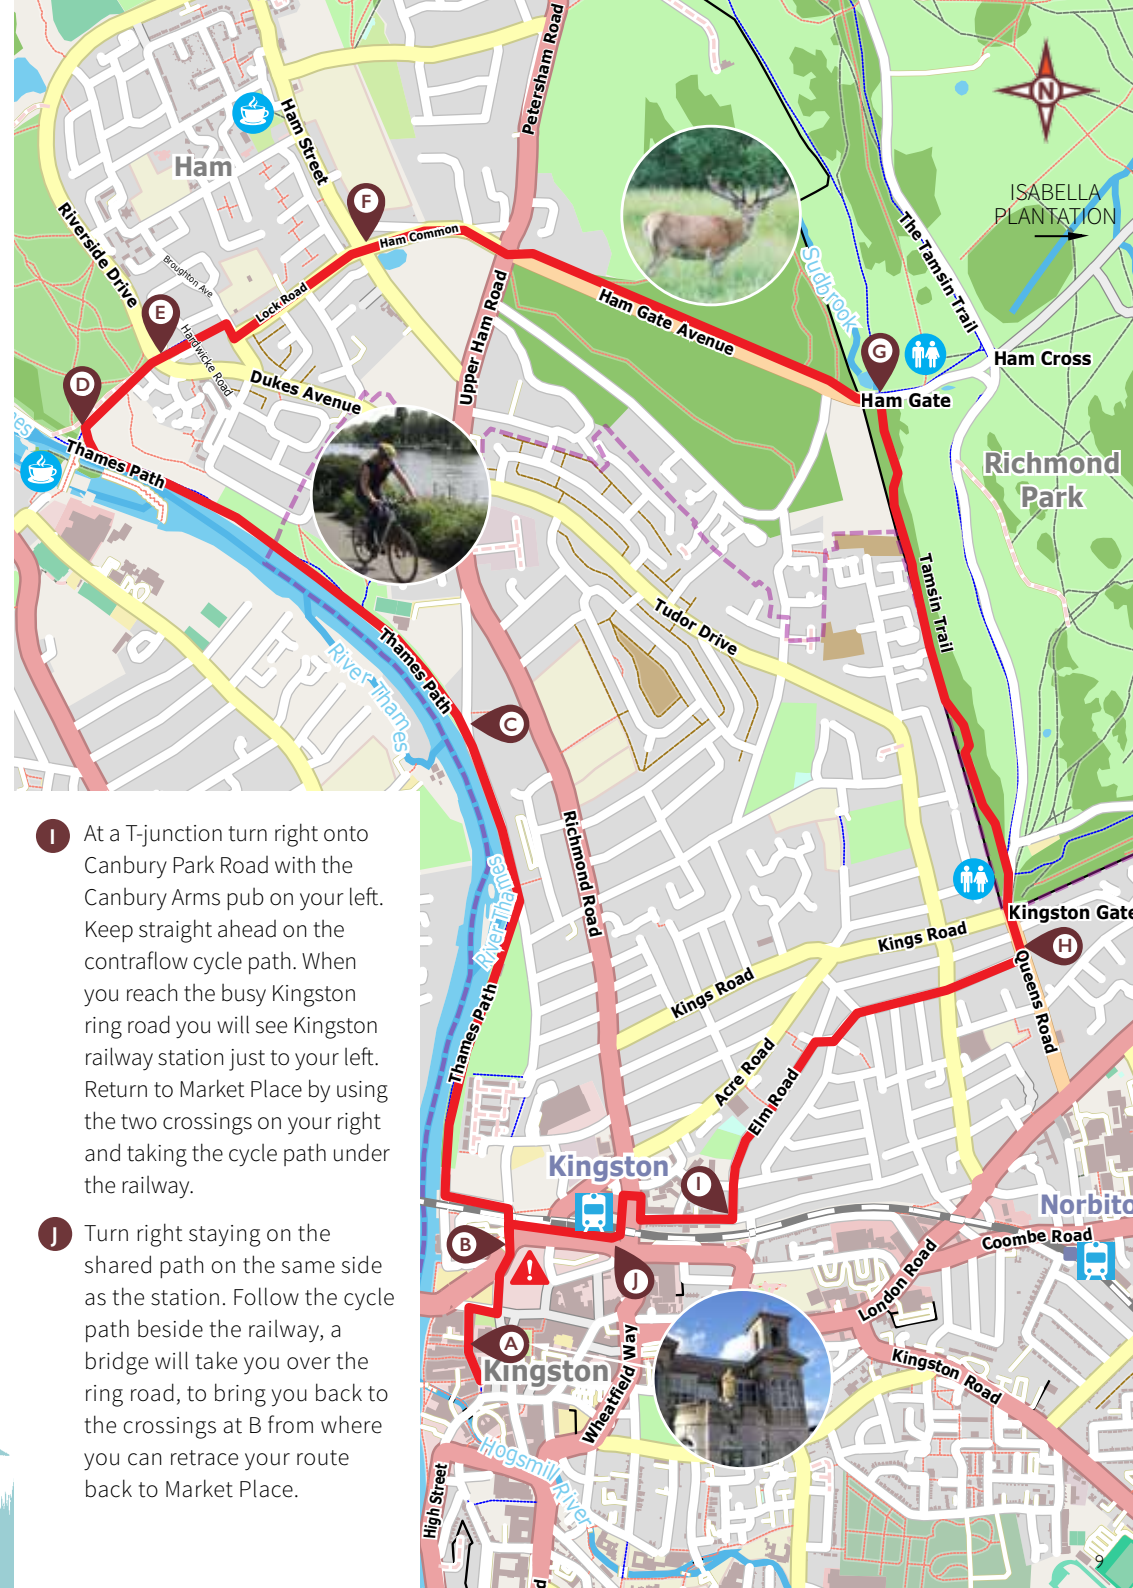 Petersham Road
Ham Street
Ham
N
ISABELLA
PLANTATION
F
Riverside Drive
Ham Common
The Tamsin Trail
Broughton Ave
Sudbrook
Lock Road
E
Hardwicke Road
Upper Ham Road
Ham Gate Avenue
G
Ham Cross
D
Dukes Avenue
Ham Gate
Thames Path
Richmond
Park
Tamsin Trail
Tudor Drive
River Thames
Thames Path
C
Richmond Road
River Thames
Kingston Gate
Kings Road
H
Kings Road
Queens Road
Thames Path
Acre Road
Elm Road
Kingston
I
B
Coombe Road
J
London Road
A
Kingston
Wheatfield Way
Kingston Road
Hogsmill River
High Street
I
At a T-junction turn right onto
Canbury Park Road with the
Canbury Arms pub on your left.
Keep straight ahead on the
contraflow cycle path. When
you reach the busy Kingston
ring road you will see Kingston
railway station just to your left.
Return to Market Place by using
the two crossings on your right
and taking the cycle path under
the railway.
J
Turn right staying on the
shared path on the same side
as the station. Follow the cycle
path beside the railway, a
bridge will take you over the
ring road, to bring you back to
the crossings at B from where
you can retrace your route
back to Market Place.
9